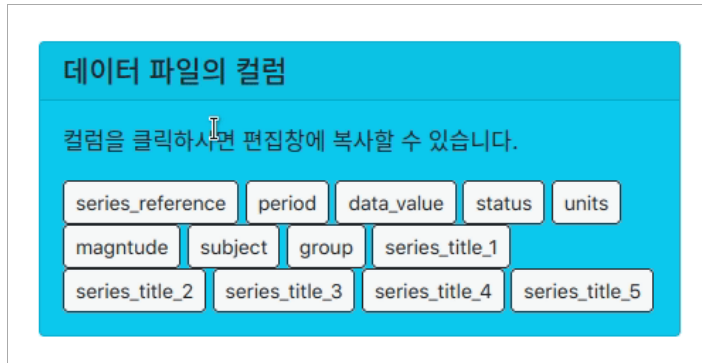 데이터 파일의 컬럼
컬럼을 클릭하시면 편집창에 복사할 수 있습니다.
series_reference period data_value status units
magntude subject group series_title_1
series_title_2 series_title_3 series_title_4 series_title_5